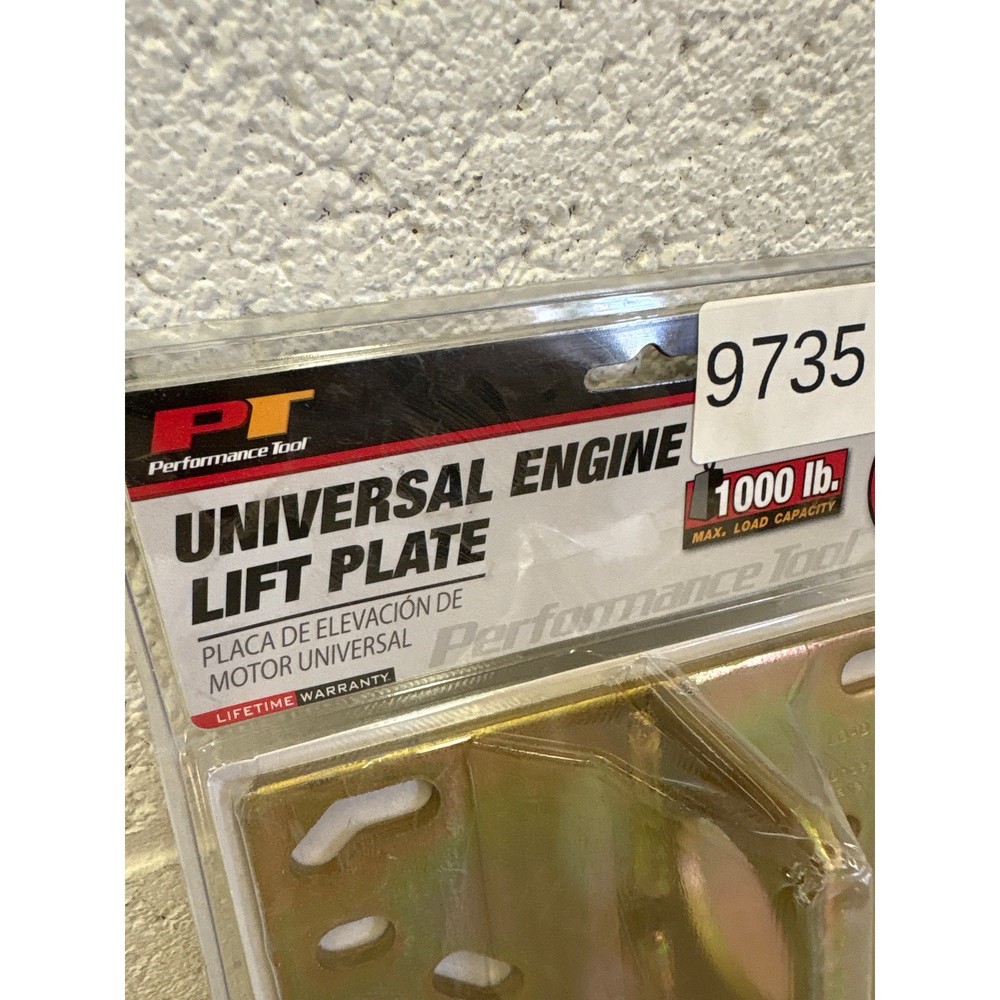 9735
PT
Performance Tool
UNIVERSAL ENGINE
LIFT PLATE
PLACA DE ELEVACIÓN DE
MOTOR UNIVERSAL
LIFETIME WARRANTY
1000 lb.
MAX. LOAD CAPACITY
Performance Tool